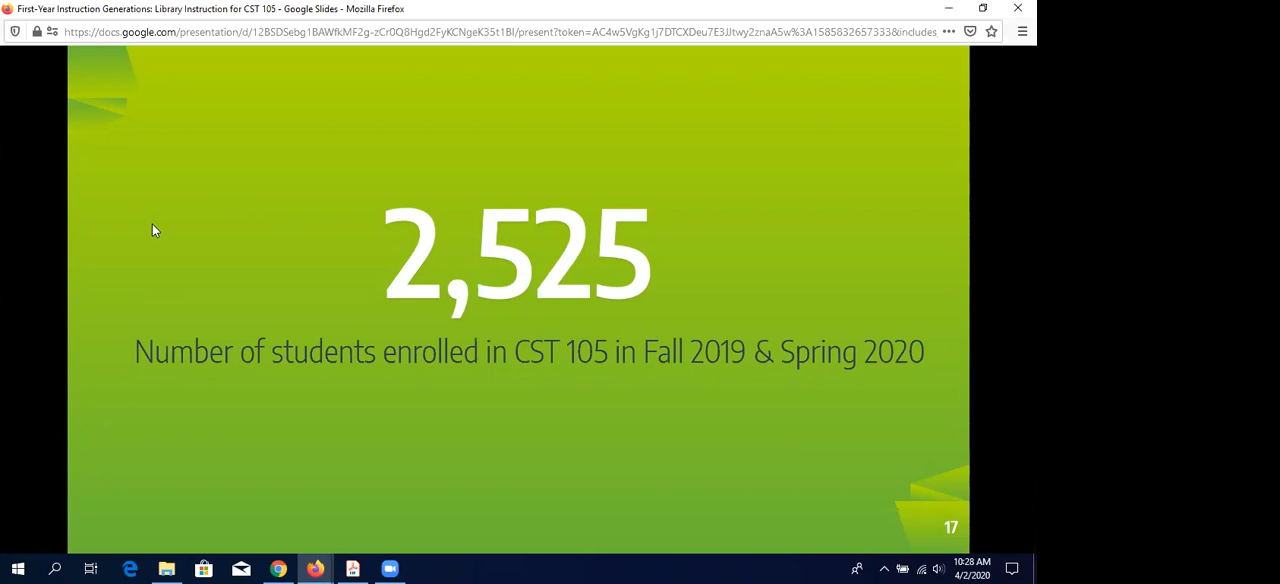 First-Year Instruction Generations: Library Instruction for CST 105 - Google Slides - Mozilla Firefox
2,525
Number of students enrolled in CST 105 in Fall 2019 & Spring 2020
17
10:28 AM
4/2/2020